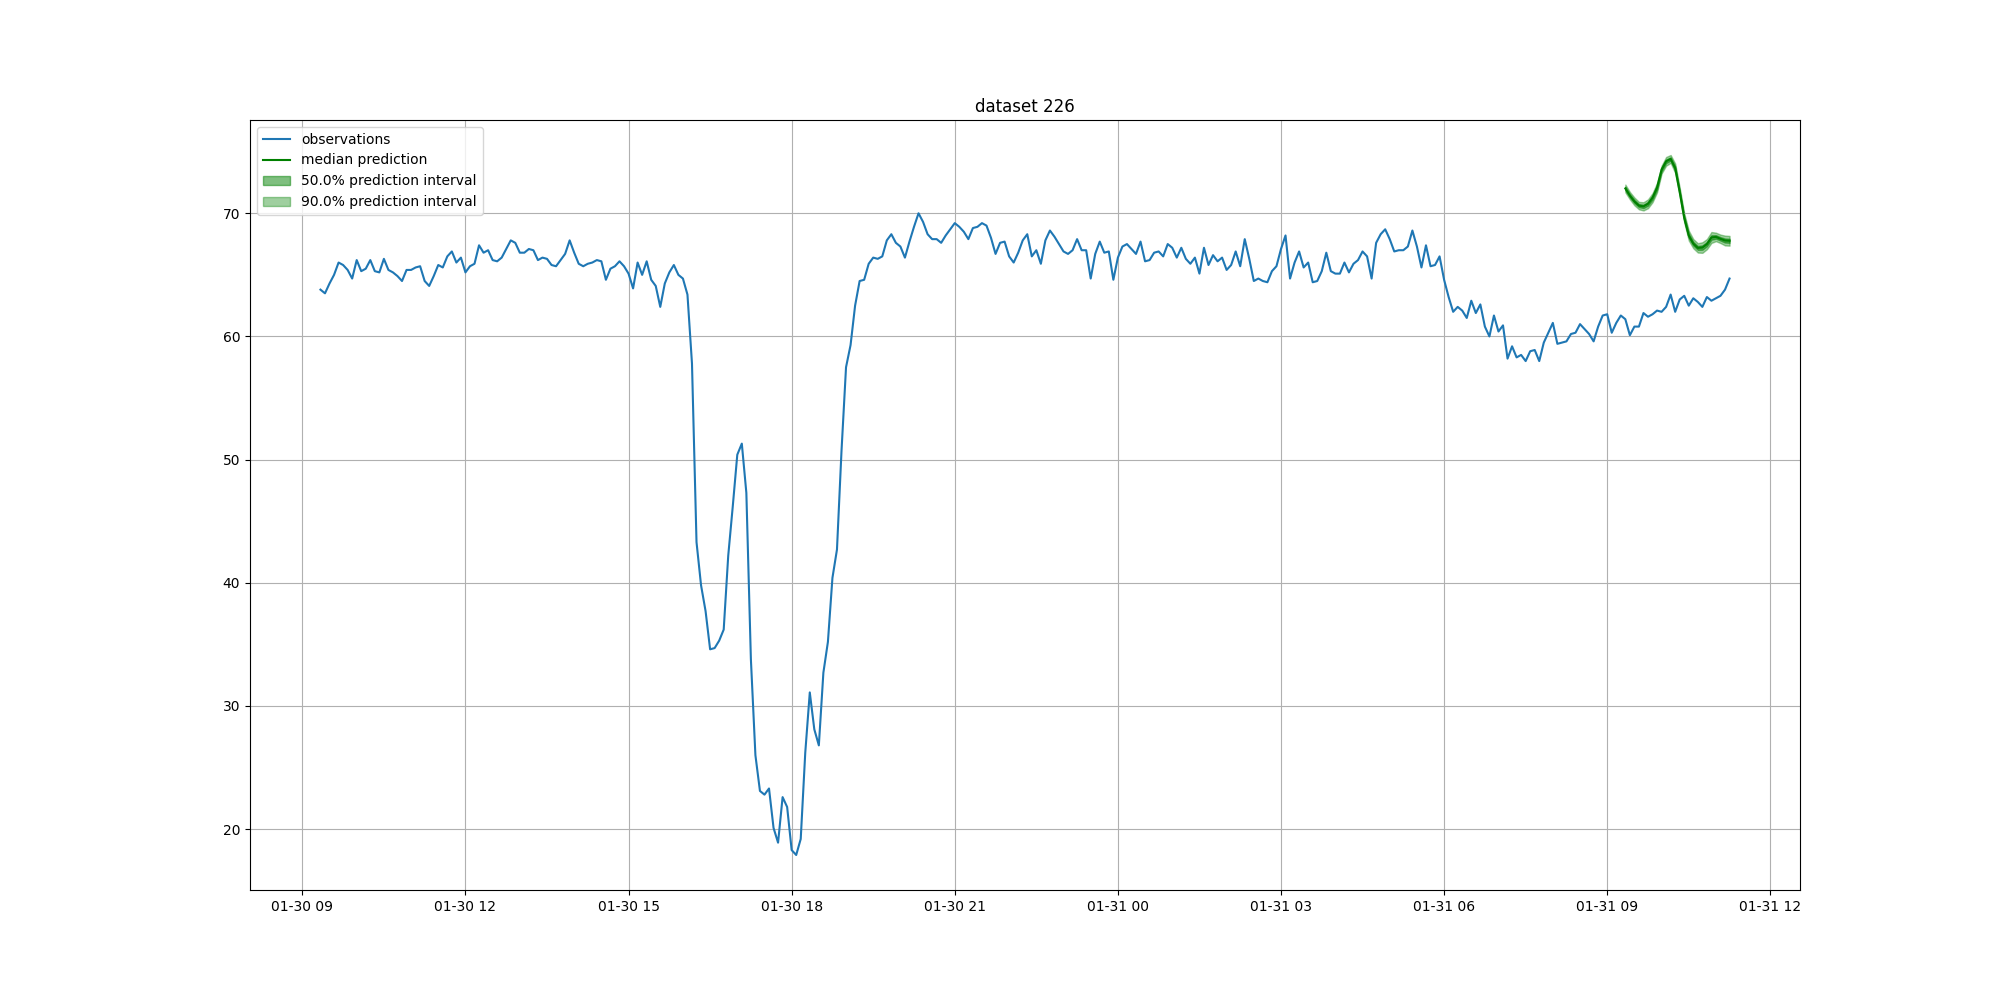 dataset 226
observations
median prediction
50.0% prediction interval
90.0% prediction interval
70
60
50
40
30
20
01-30 09 01-30 12 01-30 15 01-30 18 01-30 21 01-31 00 01-31 03 01-31 06 01-31 09 01-31 12